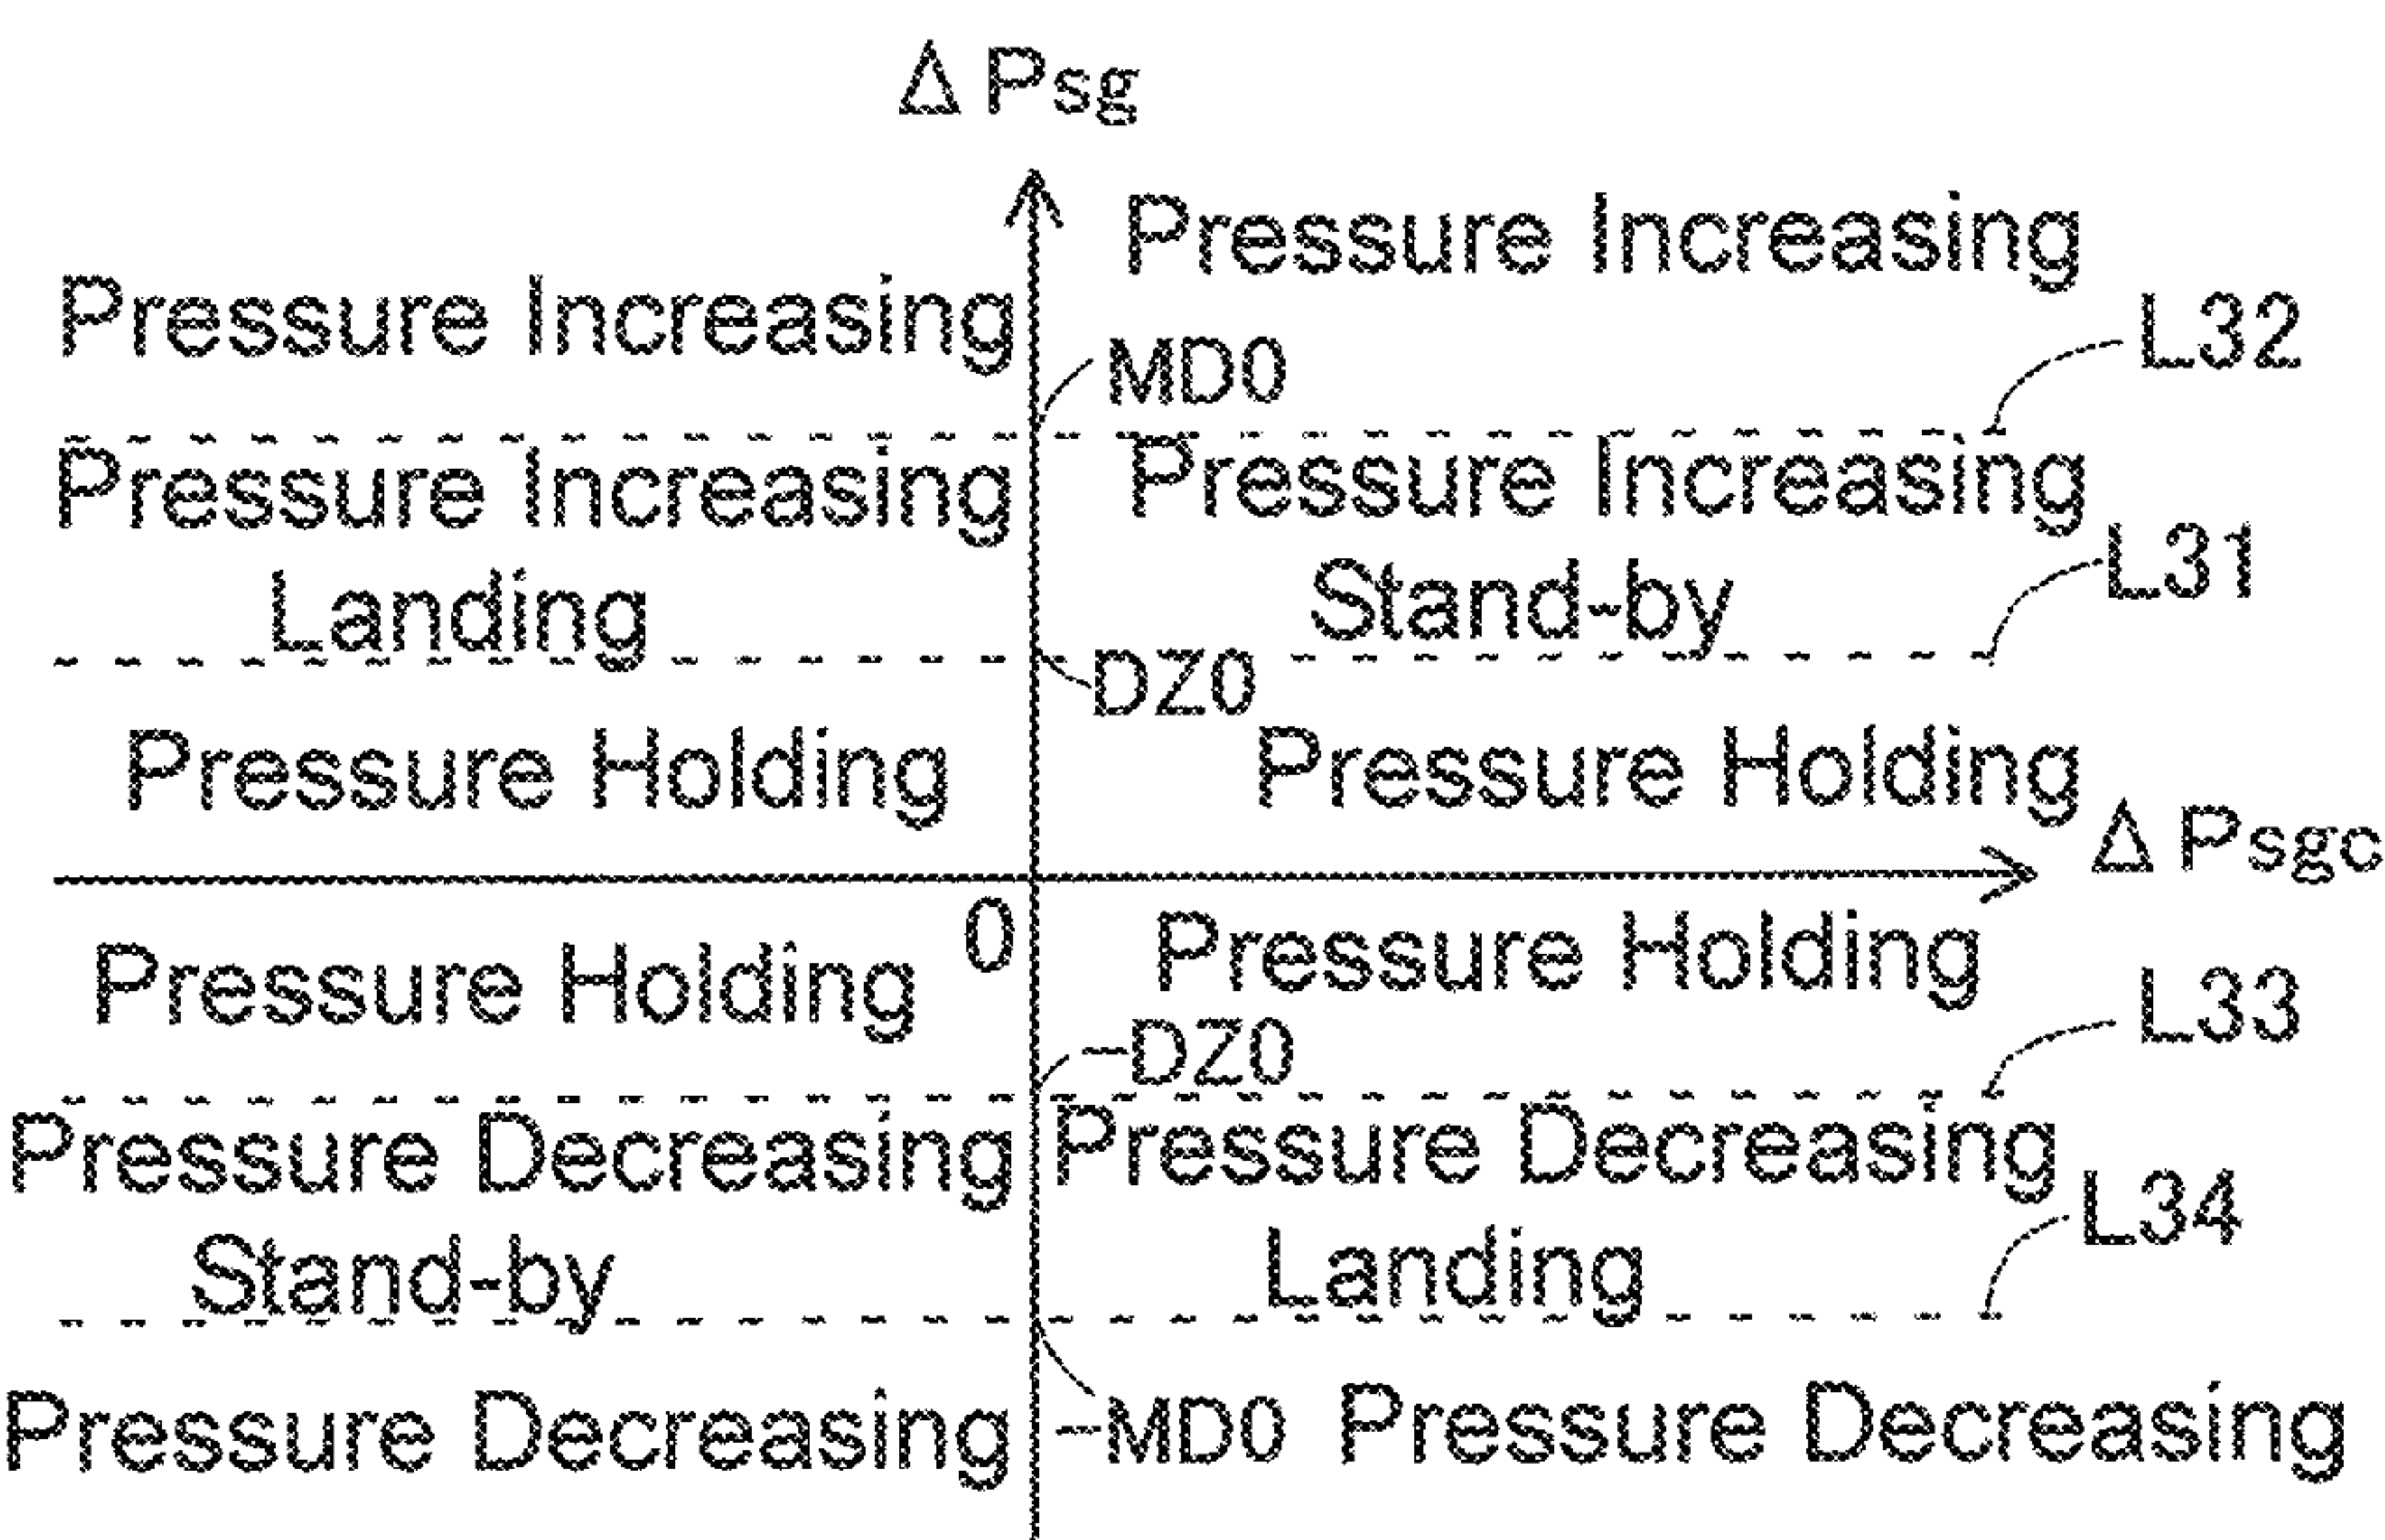 Δ Psg
Pressure Increasing
Pressure Increasing
L32
MD0
Pressure Increasing
Landing
Pressure Increasing
Stand-by
L31
DZ0
Pressure Holding
Pressure Holding
Δ Psgc
0
Pressure Holding
Pressure Holding
L33
-DZ0
Pressure Decreasing
Stand-by
Pressure Decreasing
Landing
L34
Pressure Decreasing
-MD0
Pressure Decreasing